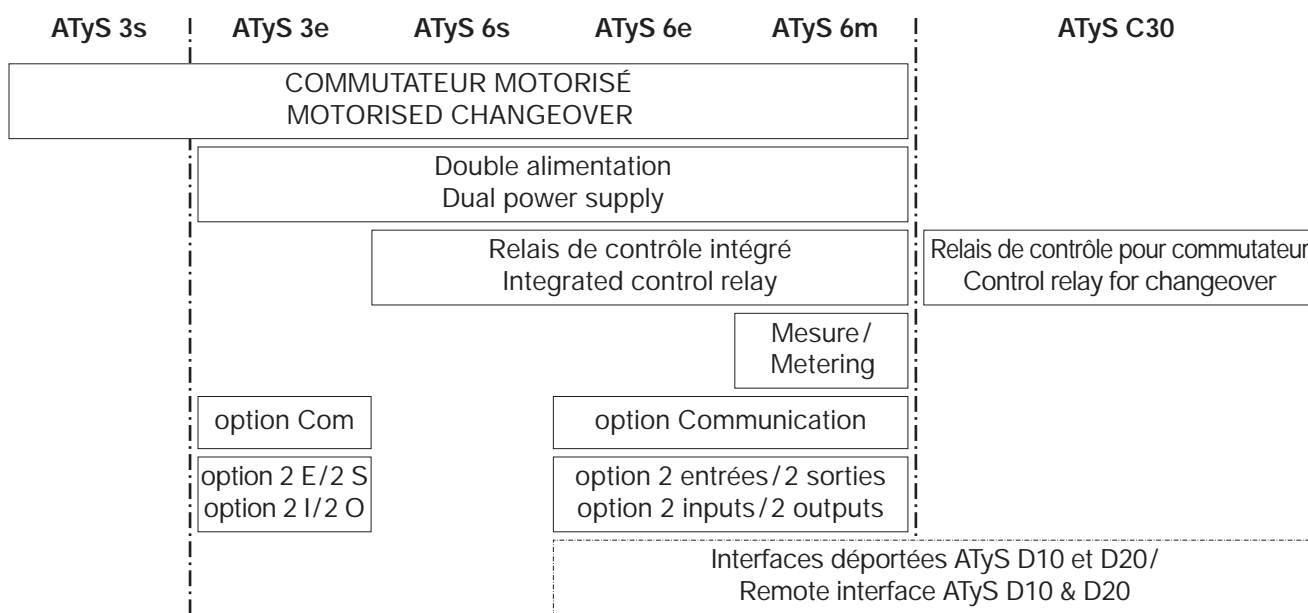 ATyS 3s ATyS 3e ATyS 6s ATyS 6e ATyS 6m ATyS C30
COMMUTATEUR MOTORISÉ
MOTORISED CHANGEOVER
Double alimentation
Dual power supply
Relais de contrôle intégré
Integrated control relay
Relais de contrôle pour commutateur
Control relay for changeover
Mesure/
Metering
option Com
option Communication
option 2 E/2 S
option 2 I/2 O
option 2 entrées/2 sorties
option 2 inputs/2 outputs
Interfaces déportées ATyS D10 et D20/
Remote interface ATyS D10 & D20